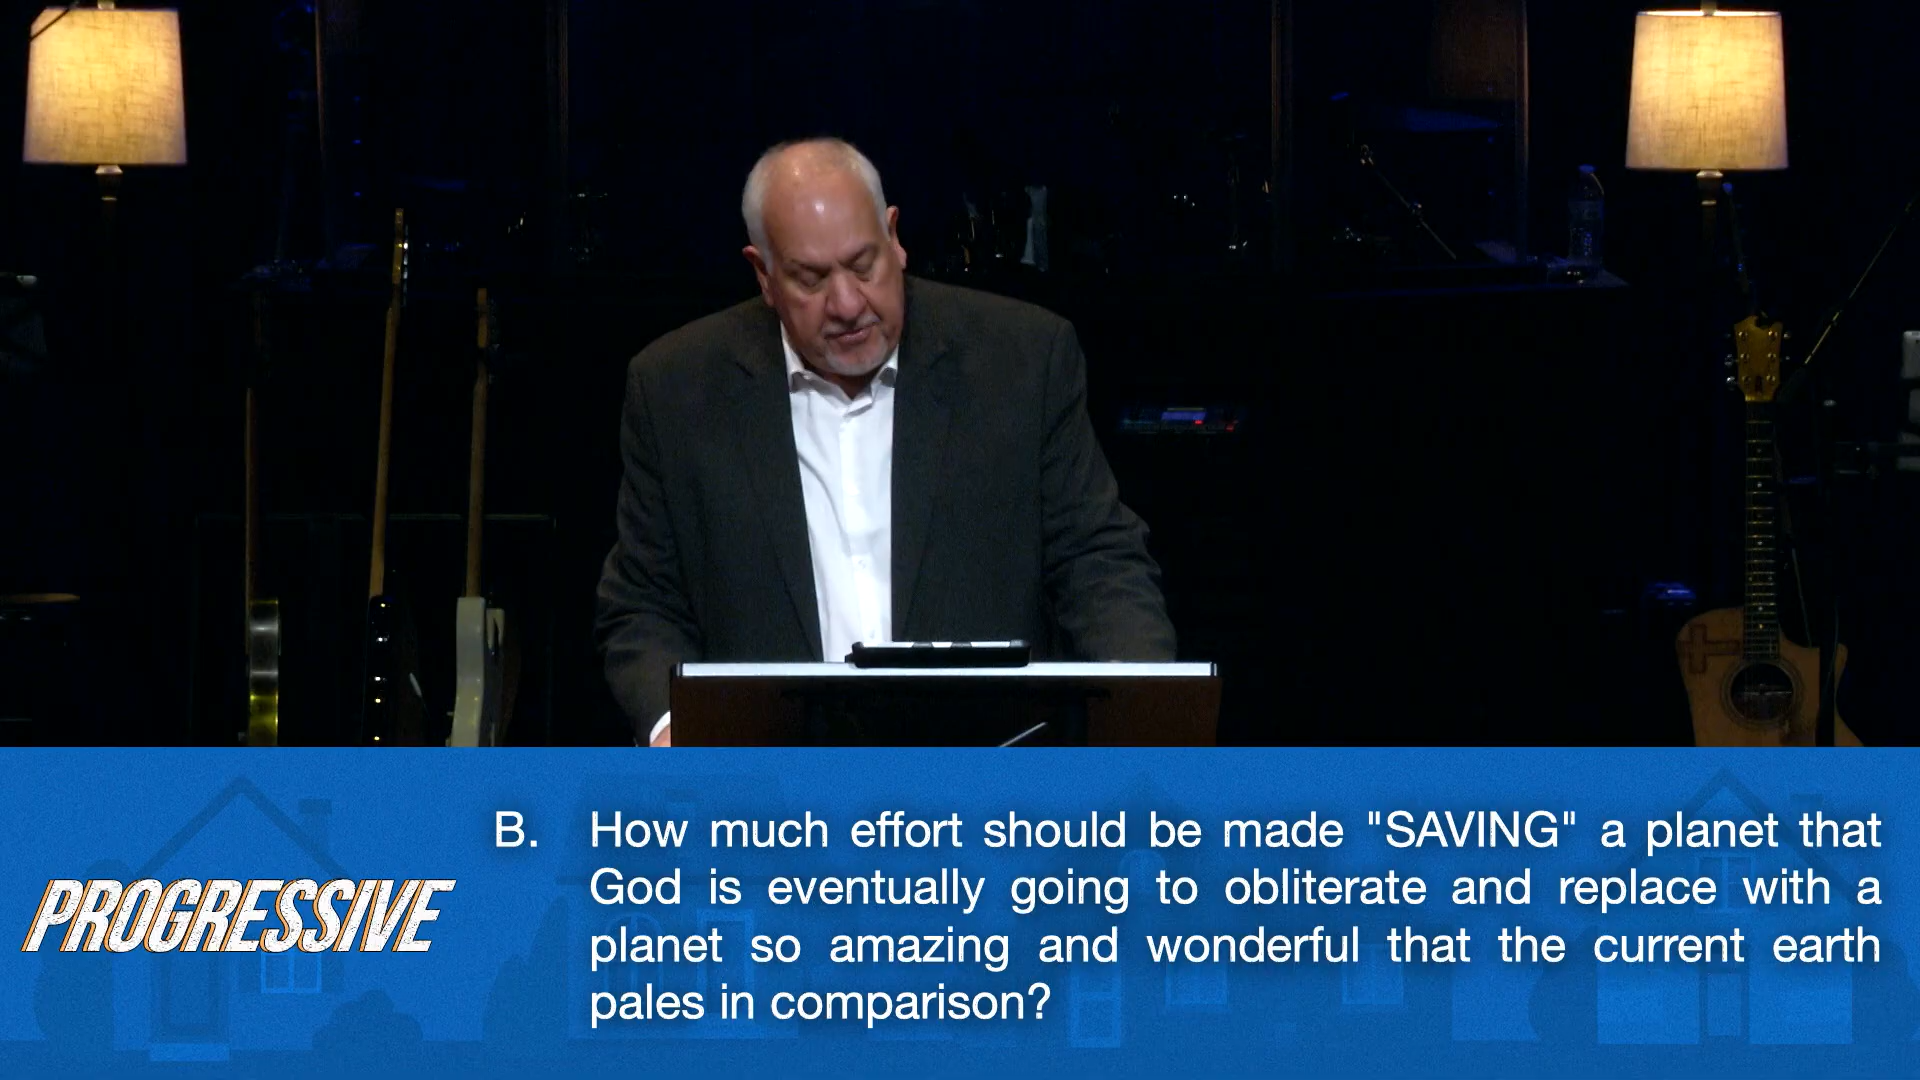 PROGRESSIVE
B. How much effort should be made "SAVING" a planet that
God is eventually going to obliterate and replace with a
planet so amazing and wonderful that the current earth
pales in comparison?